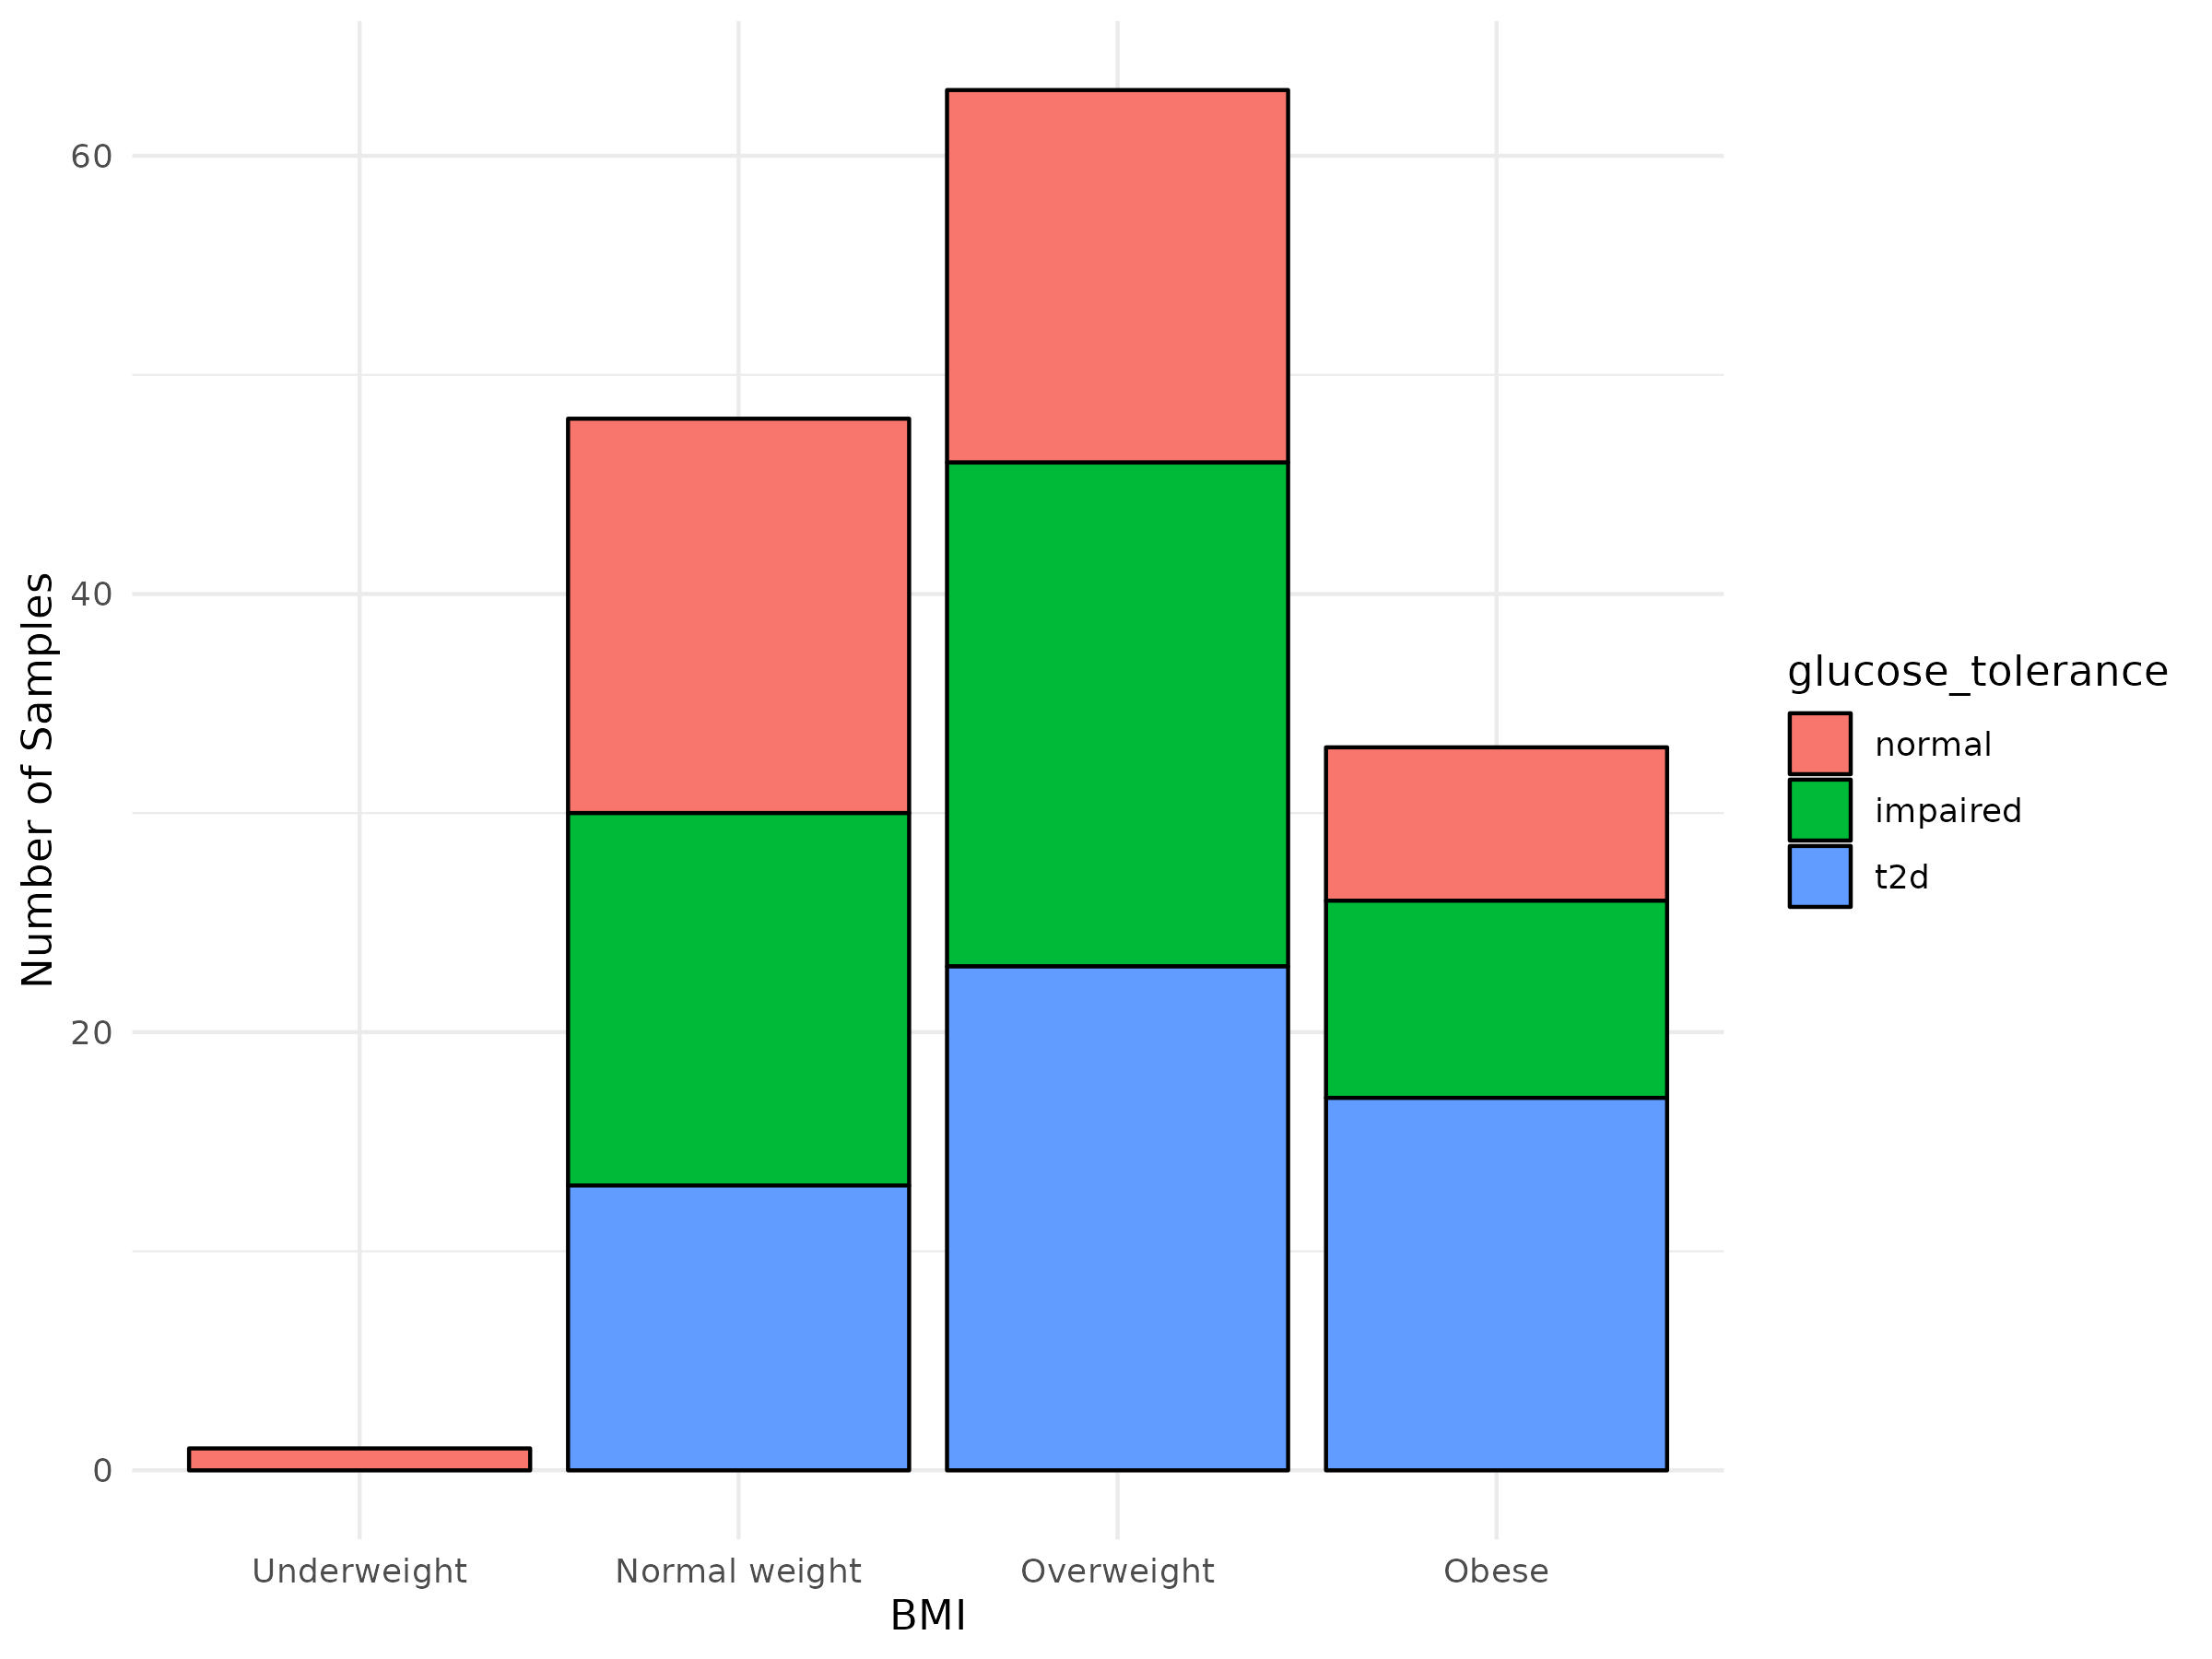 Number of Samples
60
40
20
0
Underweight
Normal weight
Overweight
Obese
BMI
glucose_tolerance
normal
impaired
t2d